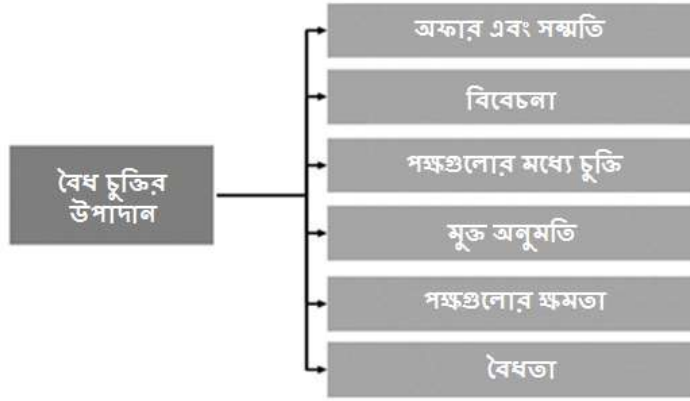 বৈধ চুক্তির
উপাদান
অফার এবং সম্মতি
বিবেচনা
পক্ষগুলোর মধ্যে চুক্তি
মুক্ত অনুমতি
পক্ষগুলোর ক্ষমতা
বৈধতা